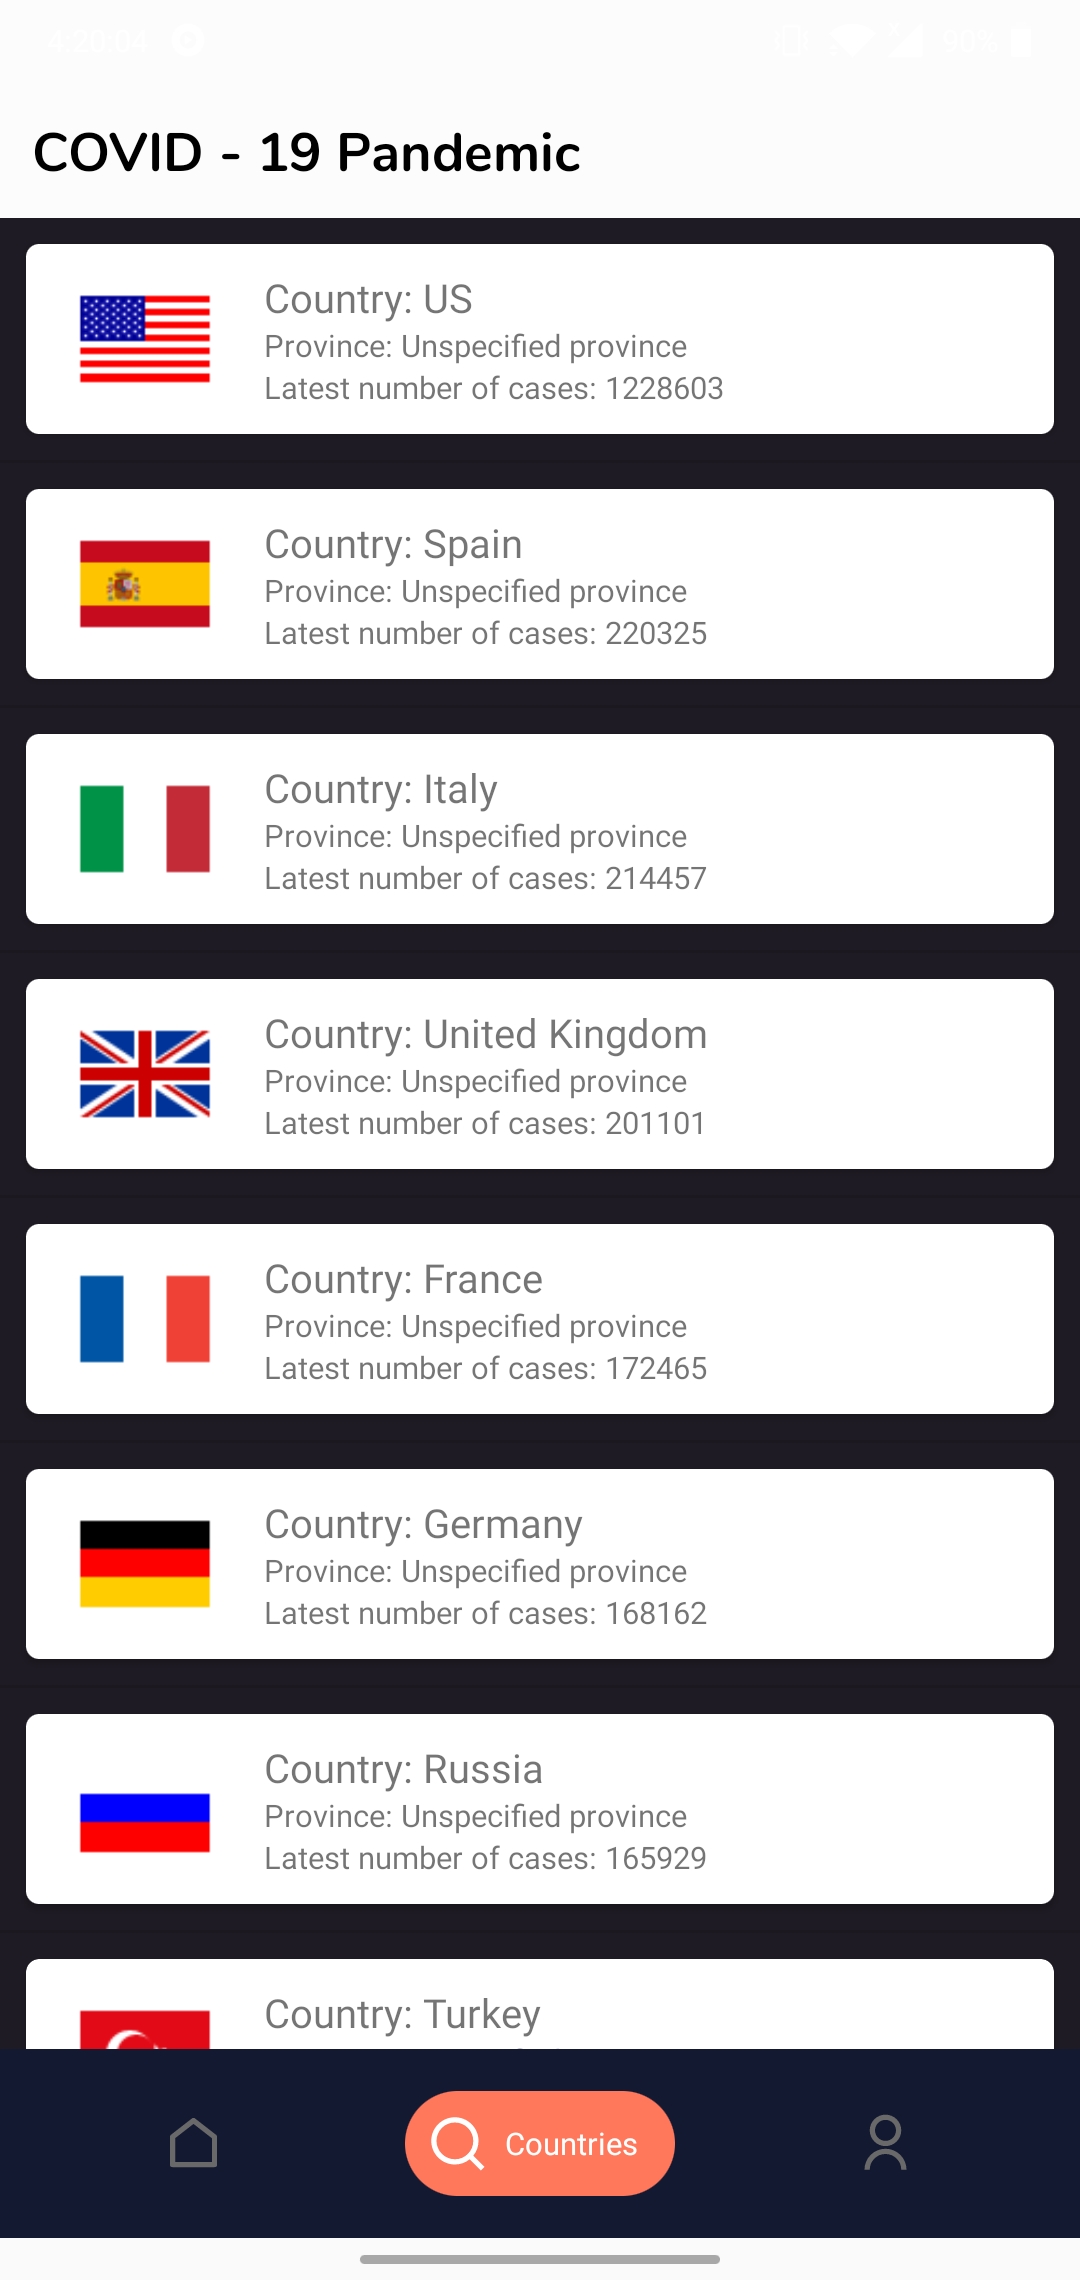 4:20:04
90%
COVID - 19 Pandemic
Country: US
Province: Unspecified province
Latest number of cases: 1228603
Country: Spain
Province: Unspecified province
Latest number of cases: 220325
Country: Italy
Province: Unspecified province
Latest number of cases: 214457
Country: United Kingdom
Province: Unspecified province
Latest number of cases: 201101
Country: France
Province: Unspecified province
Latest number of cases: 172465
Country: Germany
Province: Unspecified province
Latest number of cases: 168162
Country: Russia
Province: Unspecified province
Latest number of cases: 165929
Country: Turkey
Countries